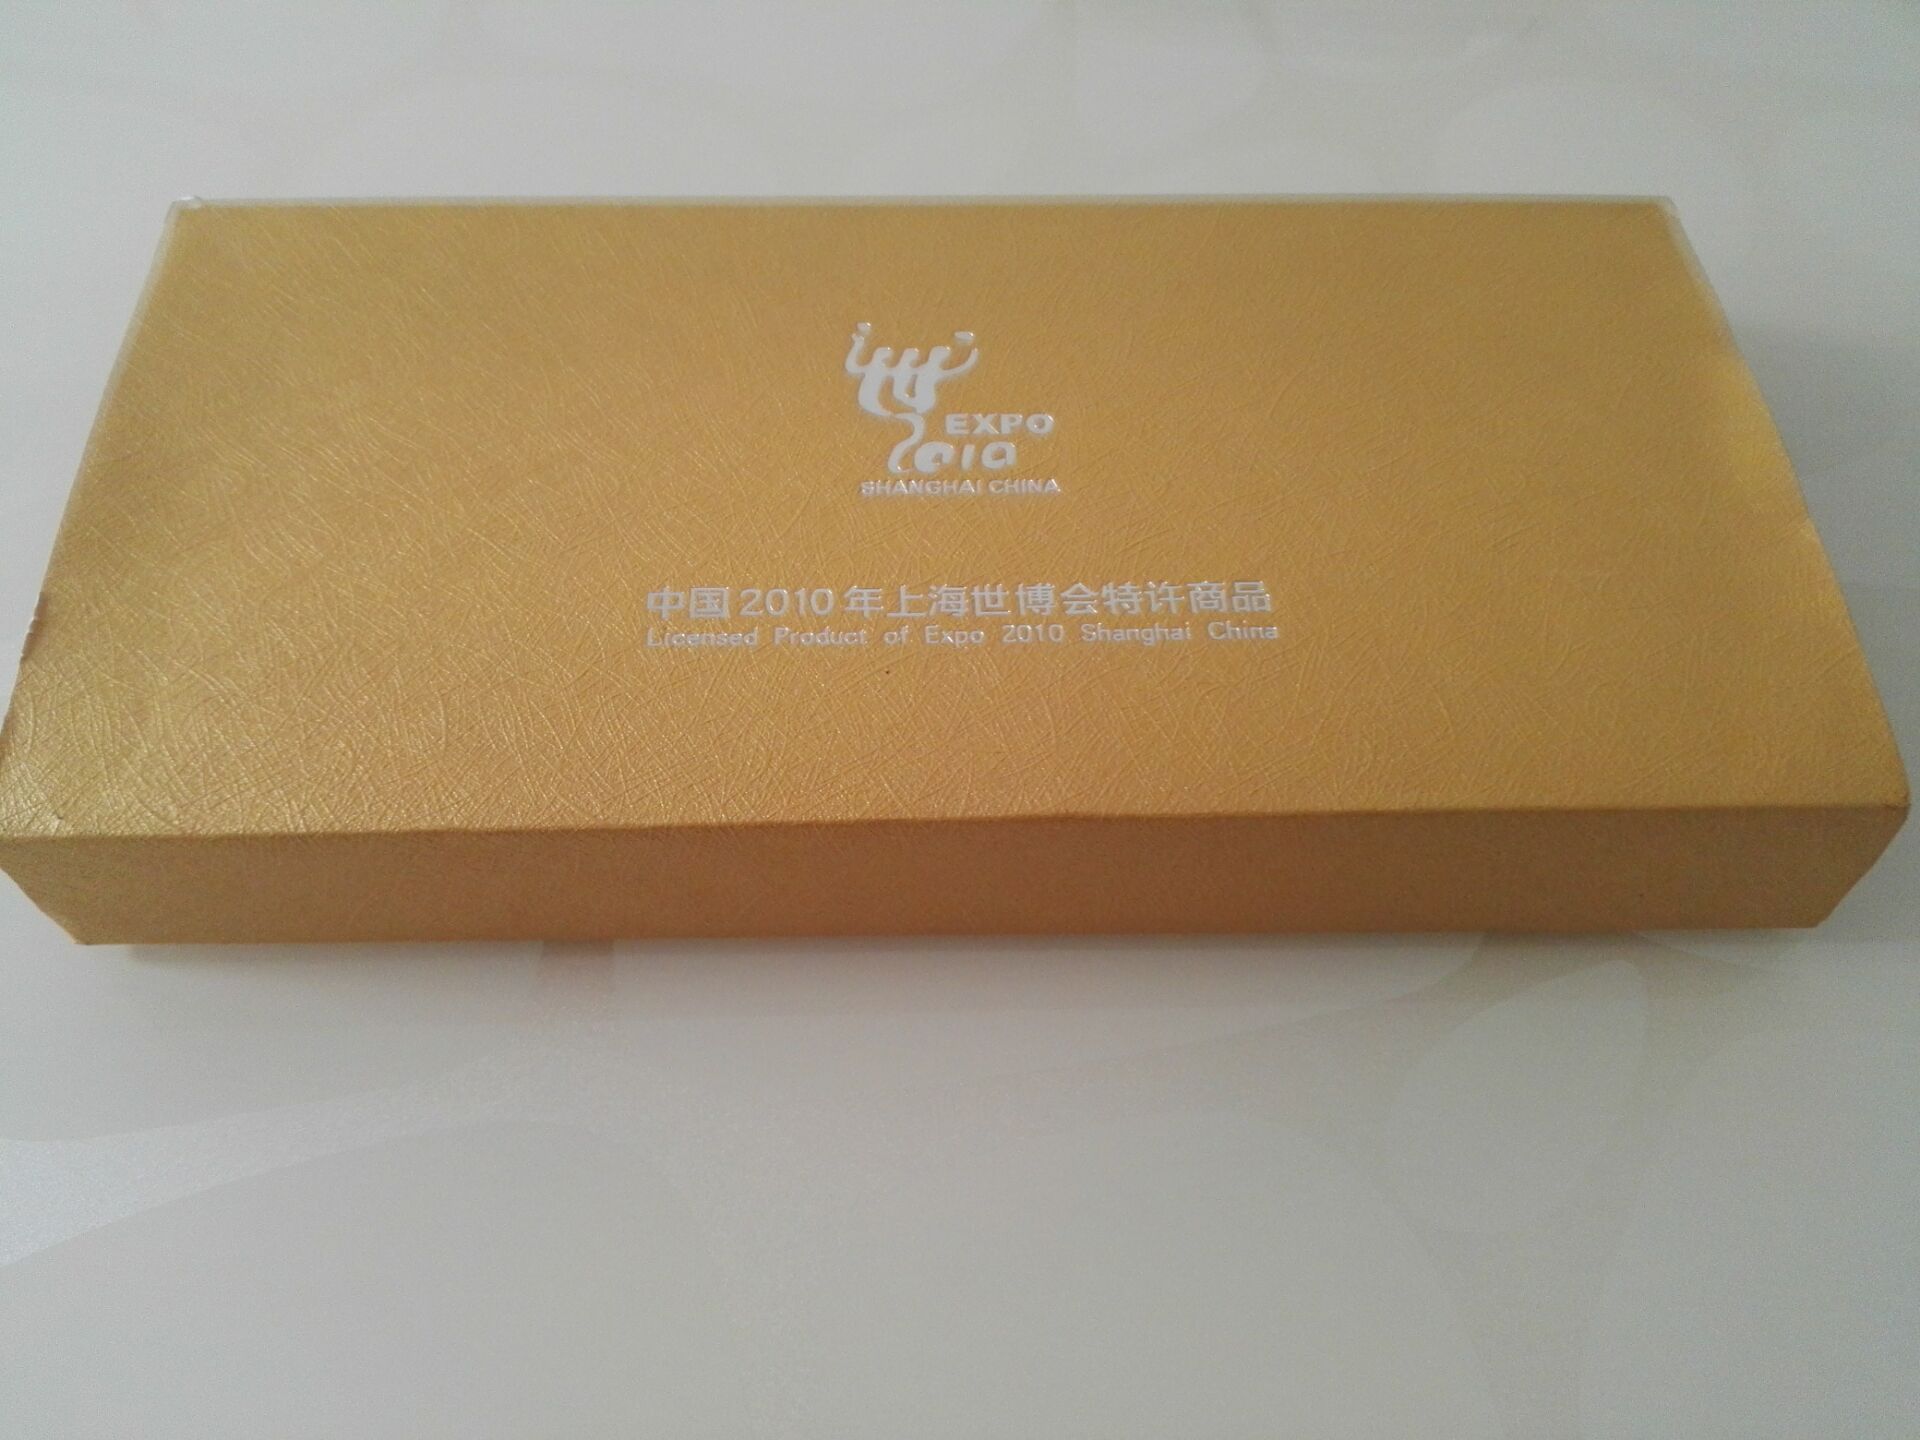 EXPO
2010
SHANGHAI CHINA
中国2010年上海世博会特许商品
Licensed Product of Expo 2010 Shanghai China